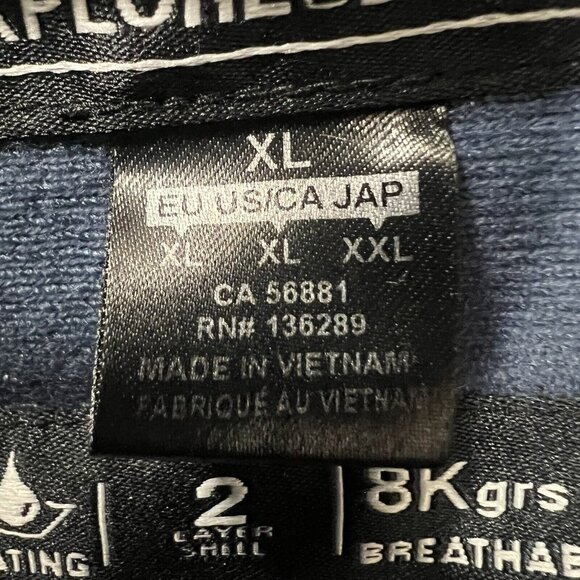 XL
EU US/CA JAP
XL XL XXL
CA 56881
RN# 136289
MADE IN VIETNAM
FABRIQUÉ AU VIETNAM
2
LAYER
SHELL
8Kgrs